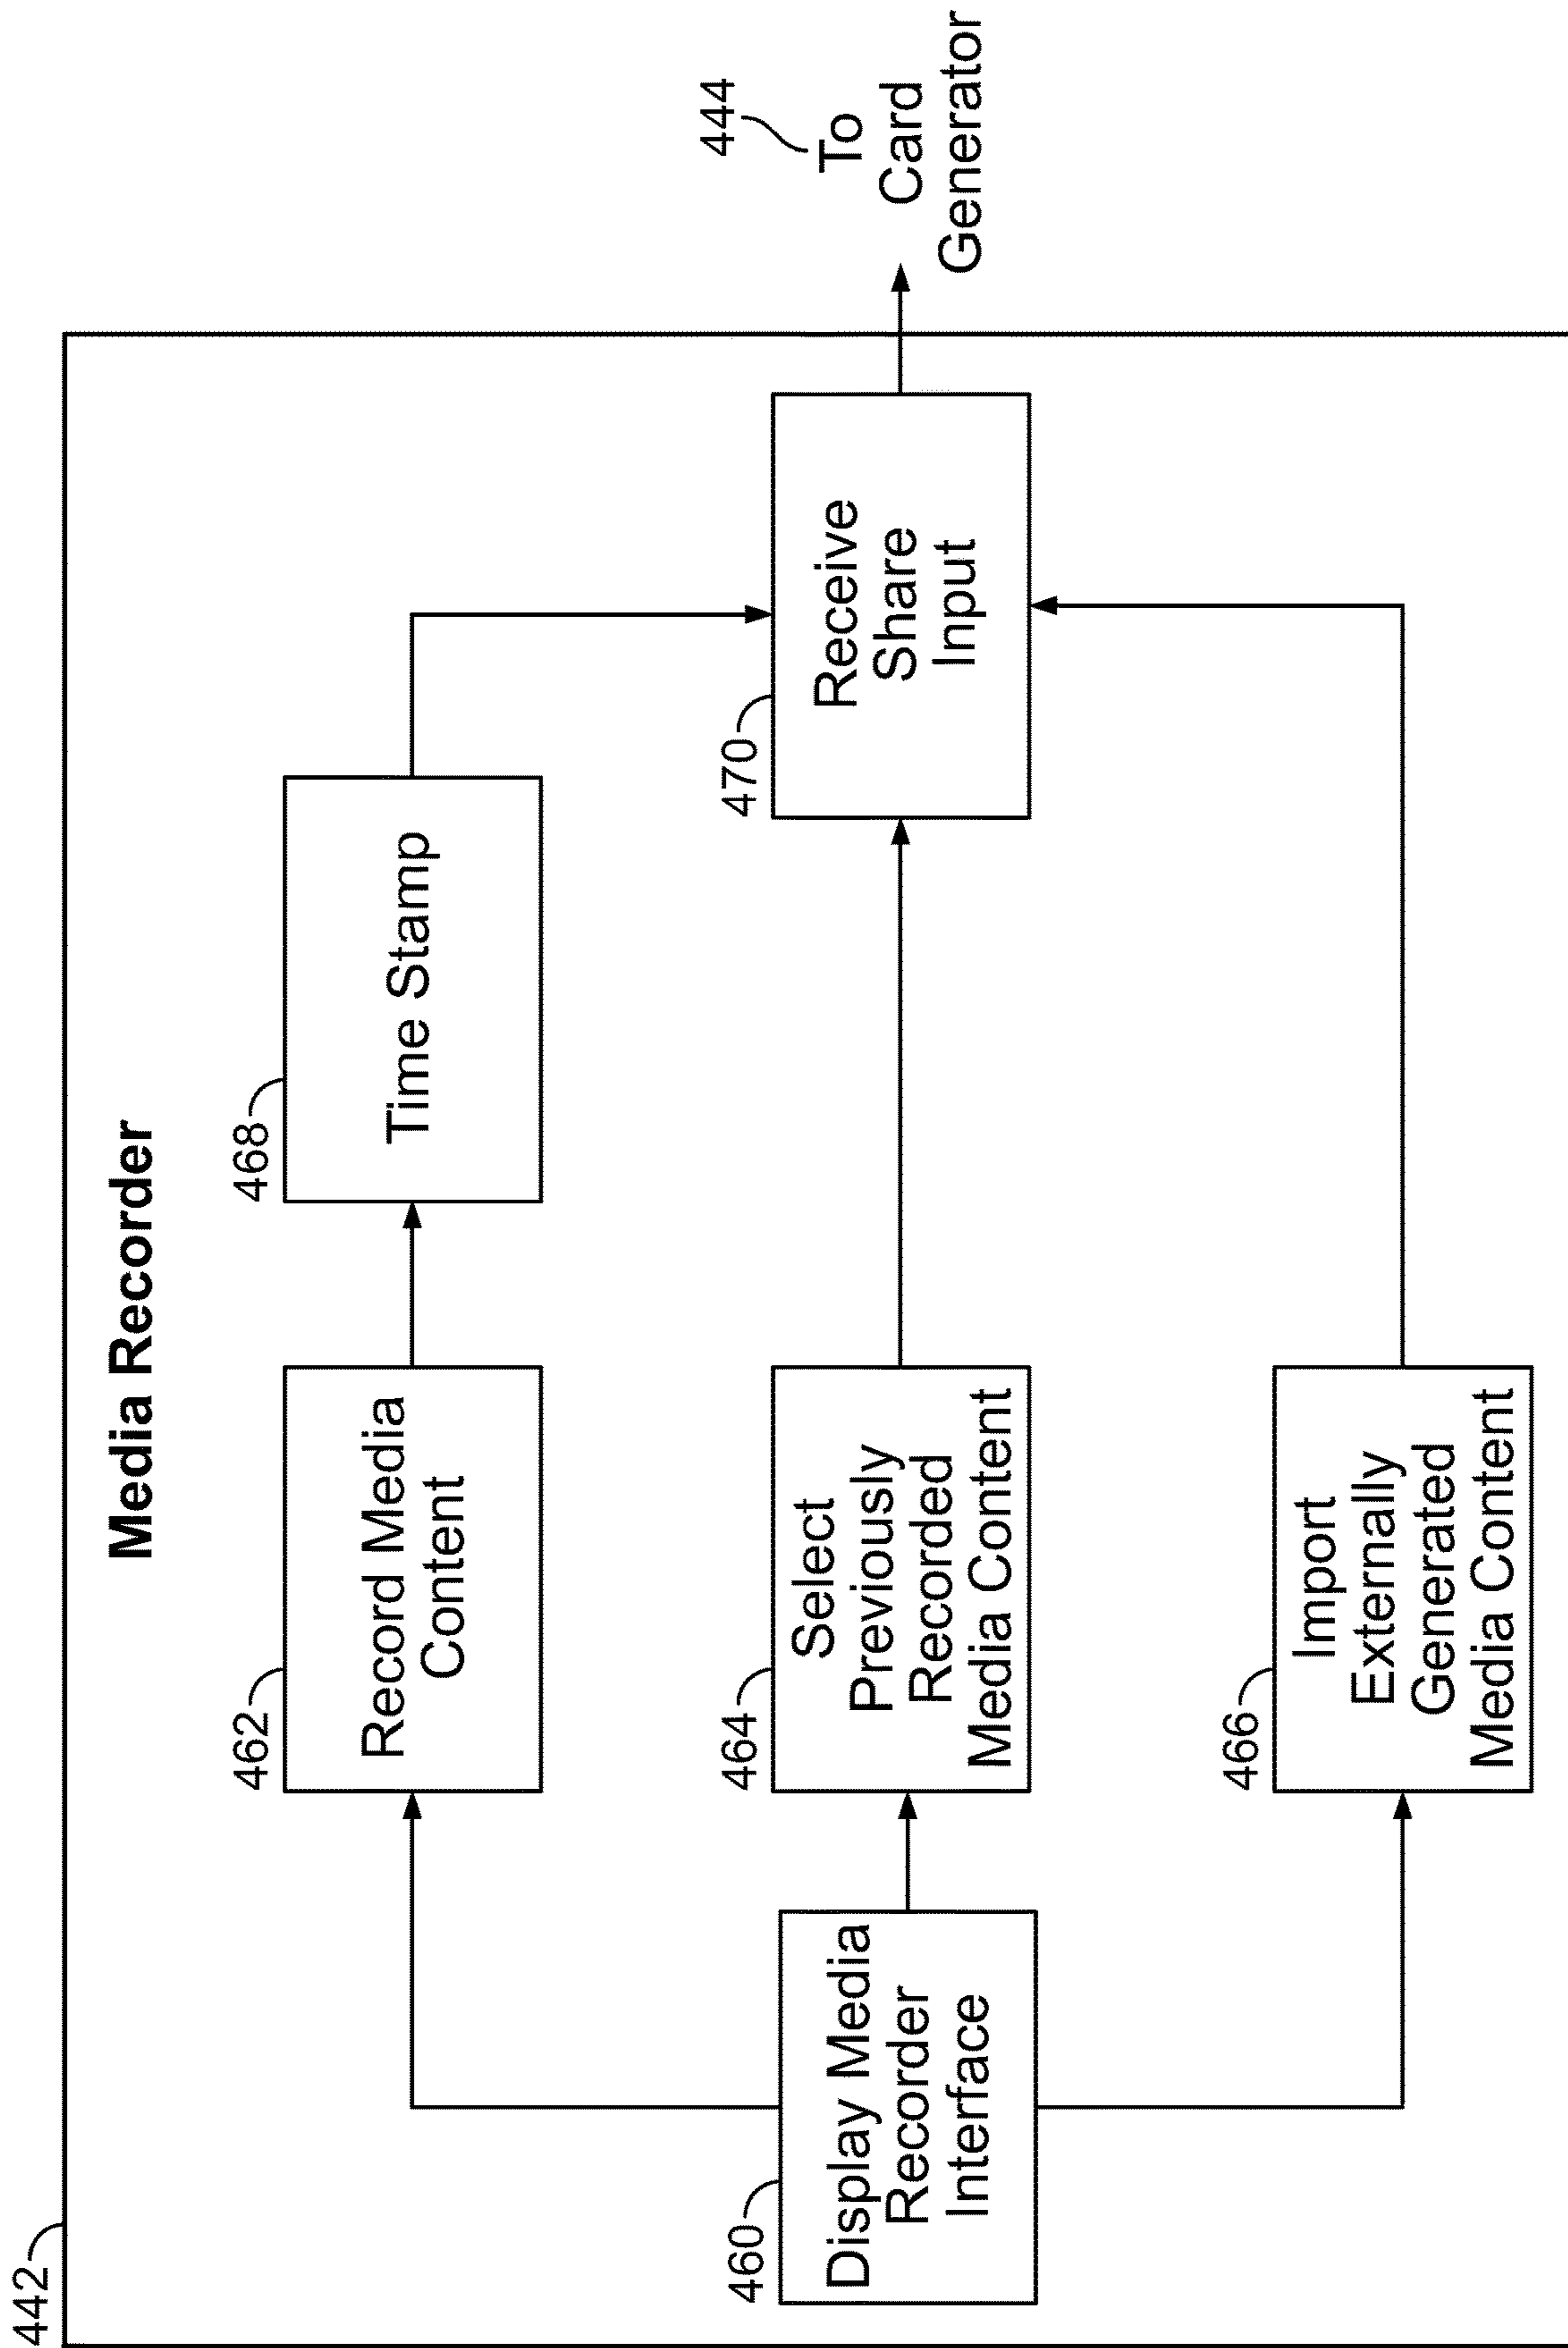 442
Media Recorder
460
Display Media
Recorder
Interface
462
Record Media
Content
468
Time Stamp
464
Select
Previously
Recorded
Media Content
466
Import
Externally
Generated
Media Content
470
Receive
Share
Input
444
To
Card
Generator